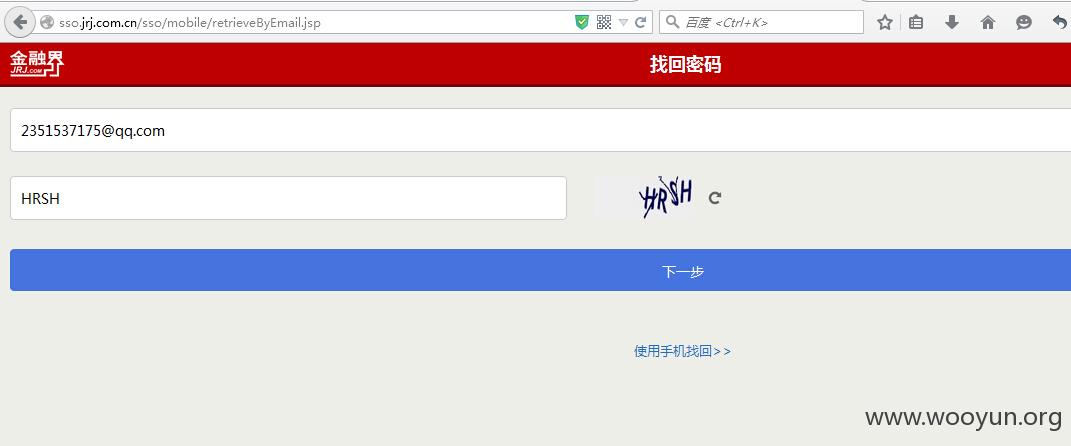 sso.jrj.com.cn/sso/mobile/retrieveByEmail.jsp
百度 <Ctrl+K>
金融界
JRJ.COM
找回密码
2351537175@qq.com
HRSH
HRSH
下一步
使用手机找回>>
www.wooyun.org